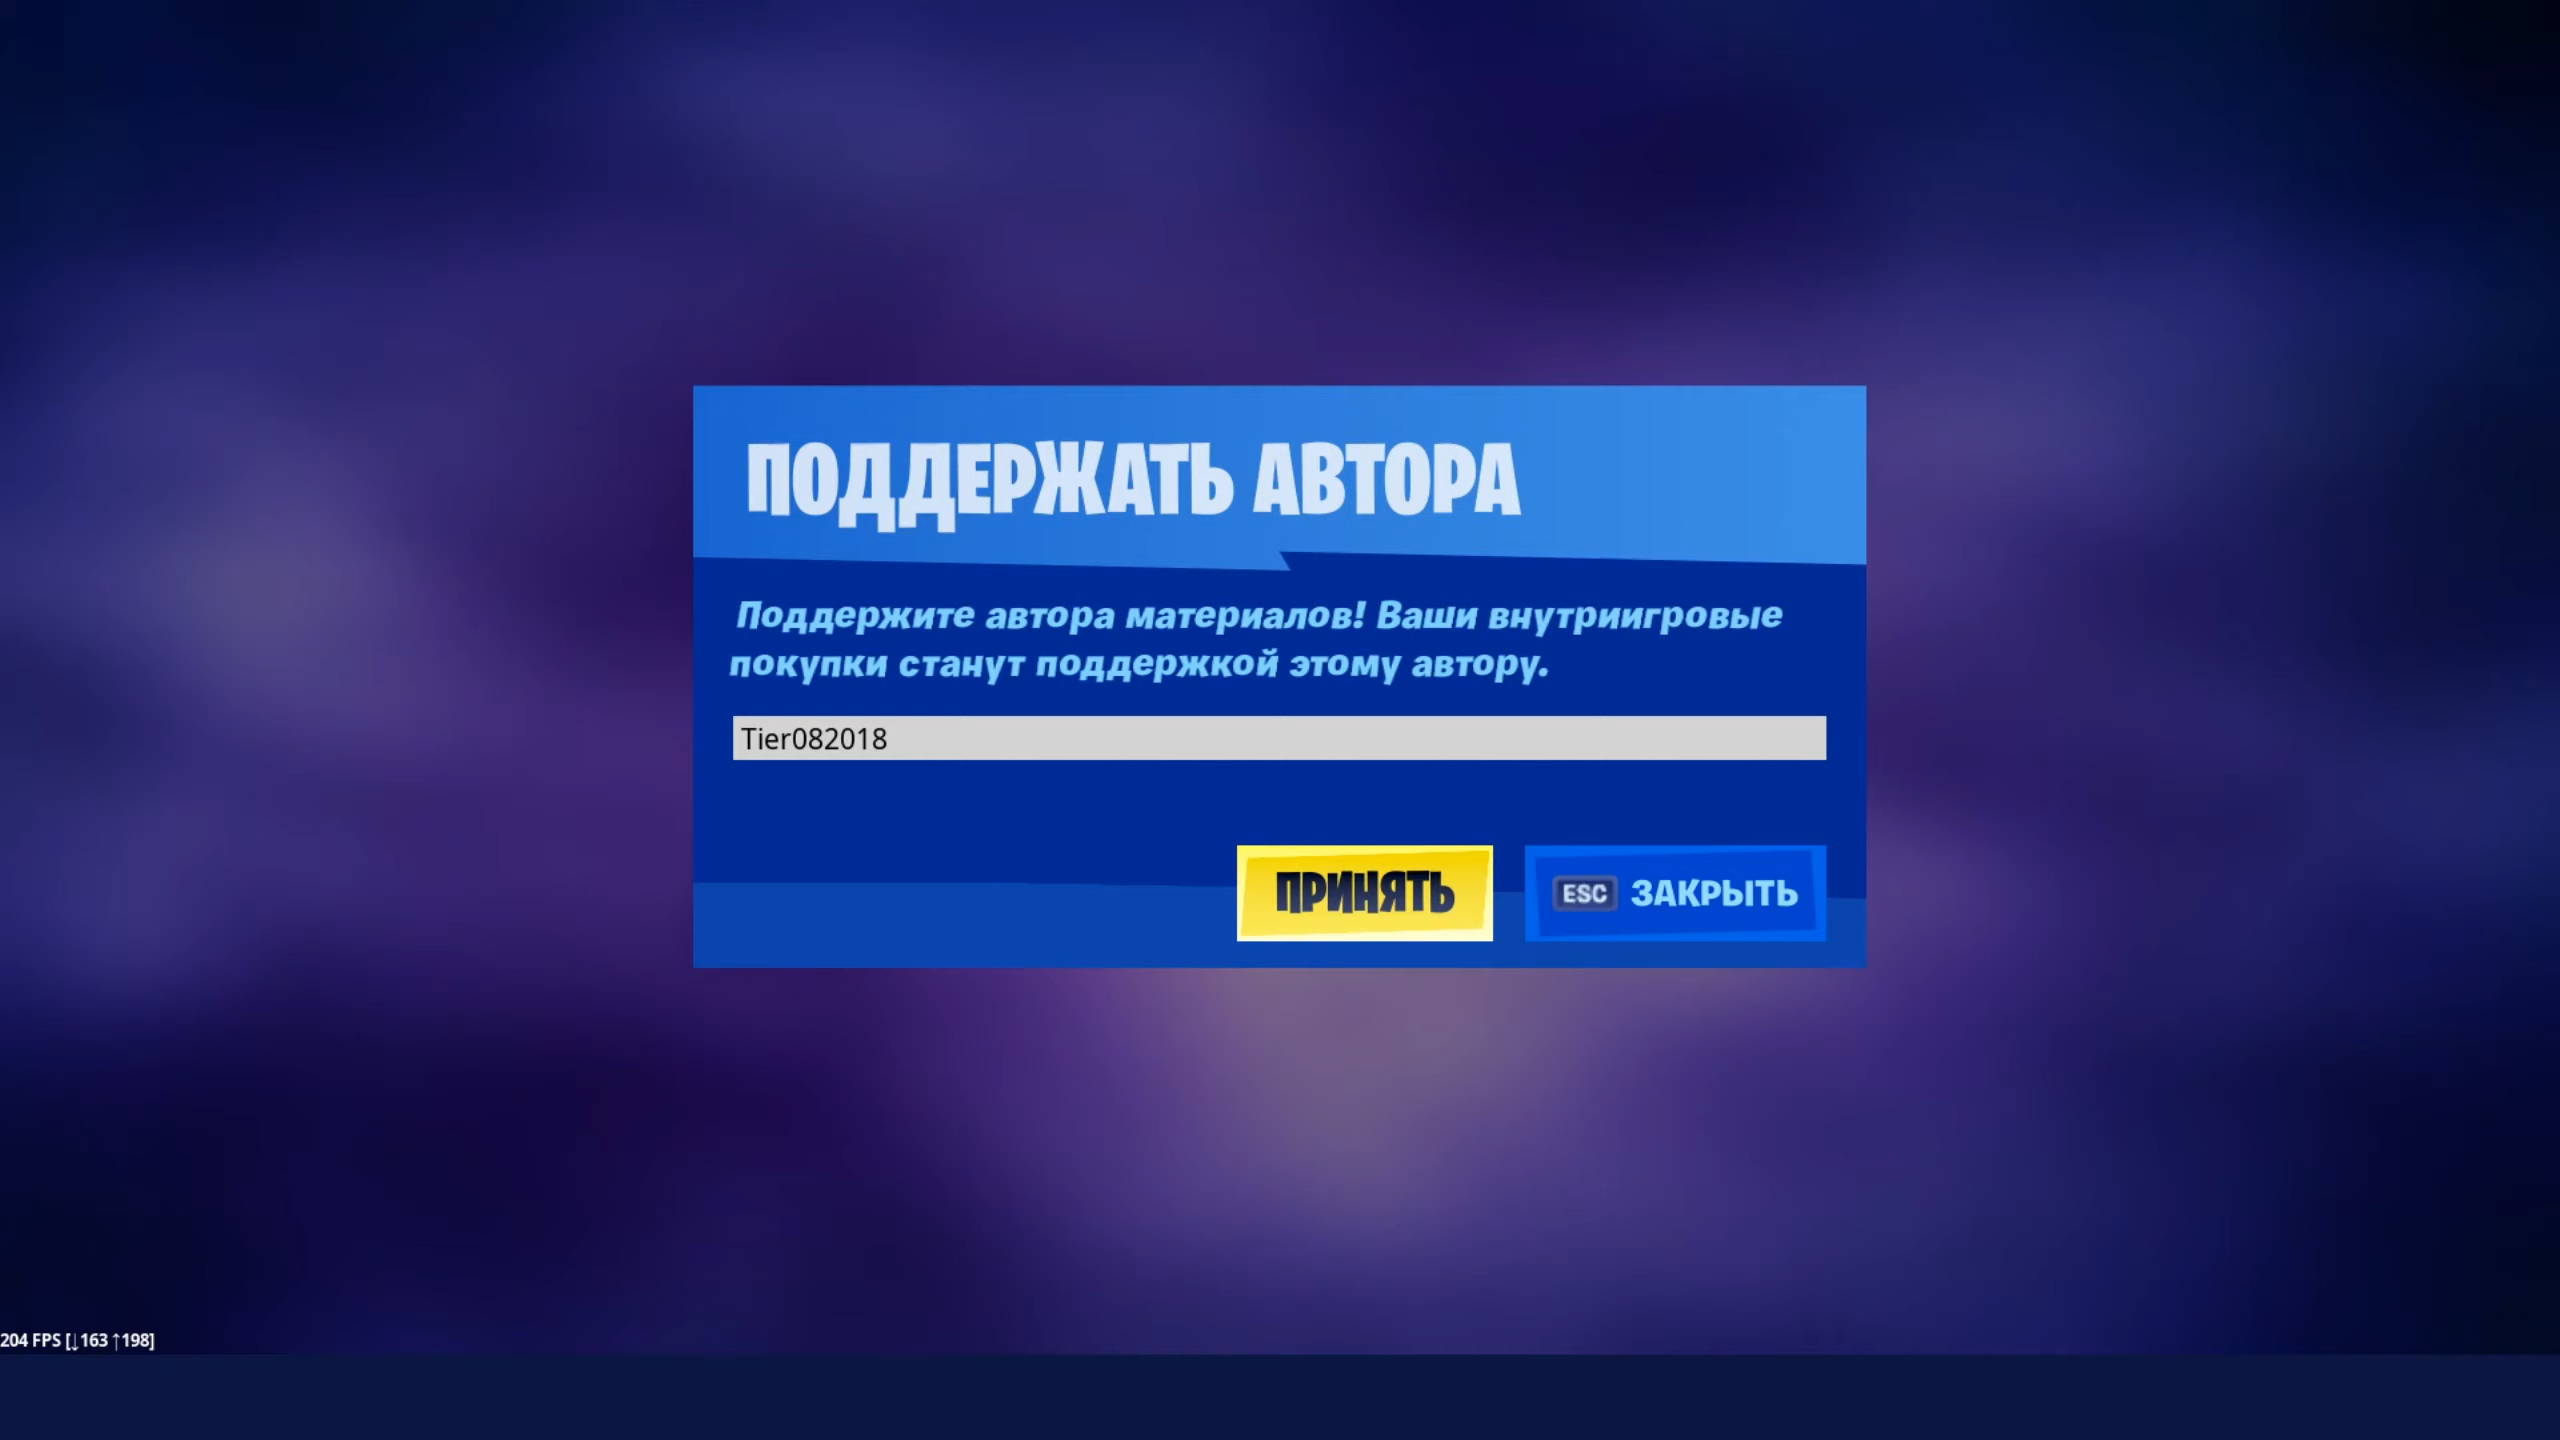 ПОДДЕРЖАТЬ АВТОРА
Поддержите автора материалов! Ваши внутриигровые
покупки станут поддержкой этому автору.
Tier082018
ПРИНЯТЬ
ESC ЗАКРЫТЬ
204 FPS [↓163 ↑198]